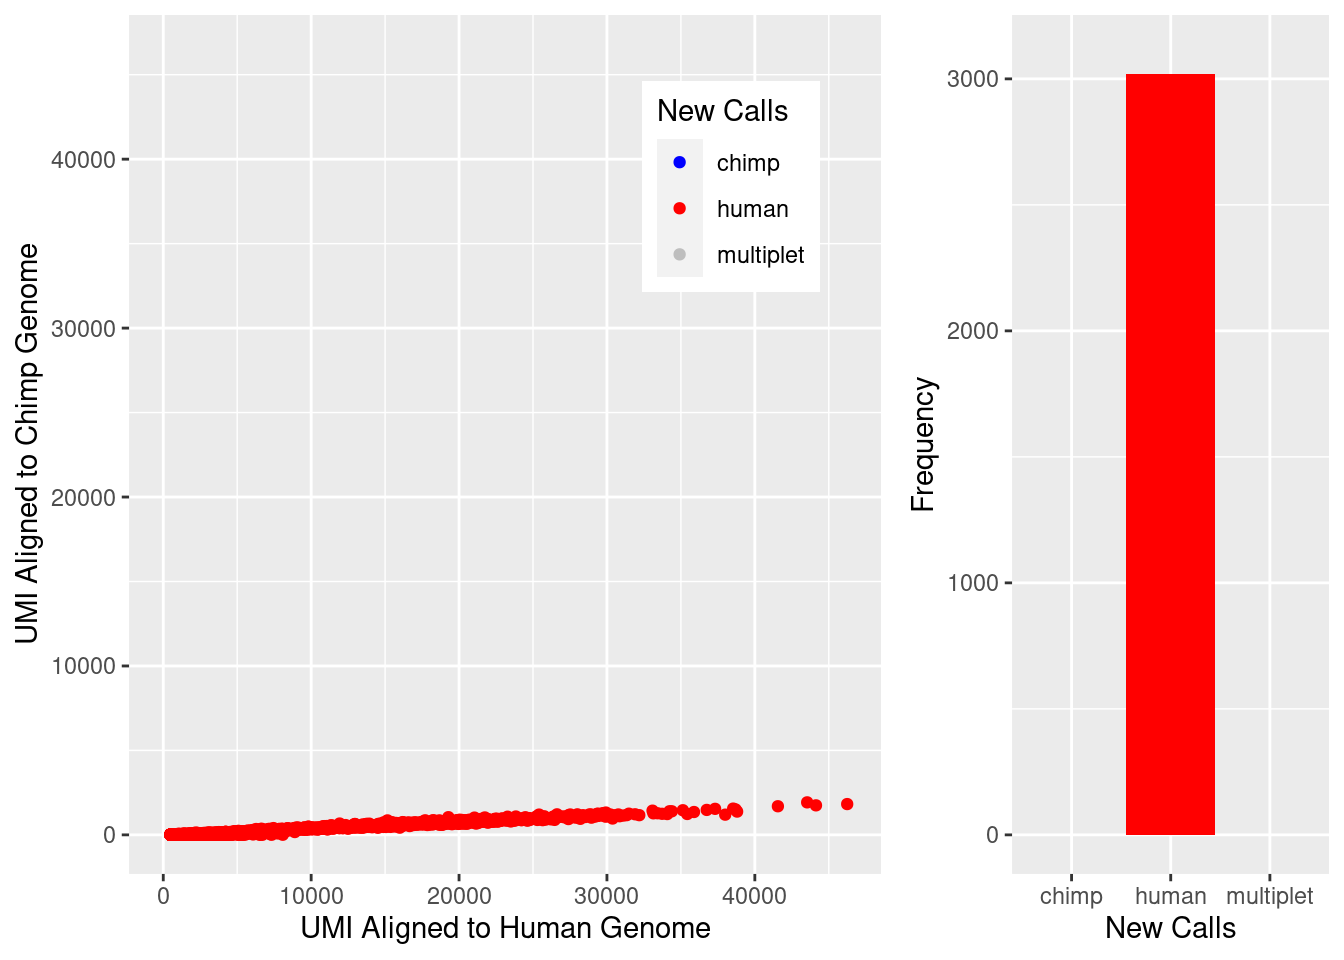 UMI Aligned to Chimp Genome
40000
30000
20000
10000
0
New Calls
chimp
human
multiplet
0 10000 20000 30000 40000
UMI Aligned to Human Genome
Frequency
3000
2000
1000
0
chimp human multiplet
New Calls